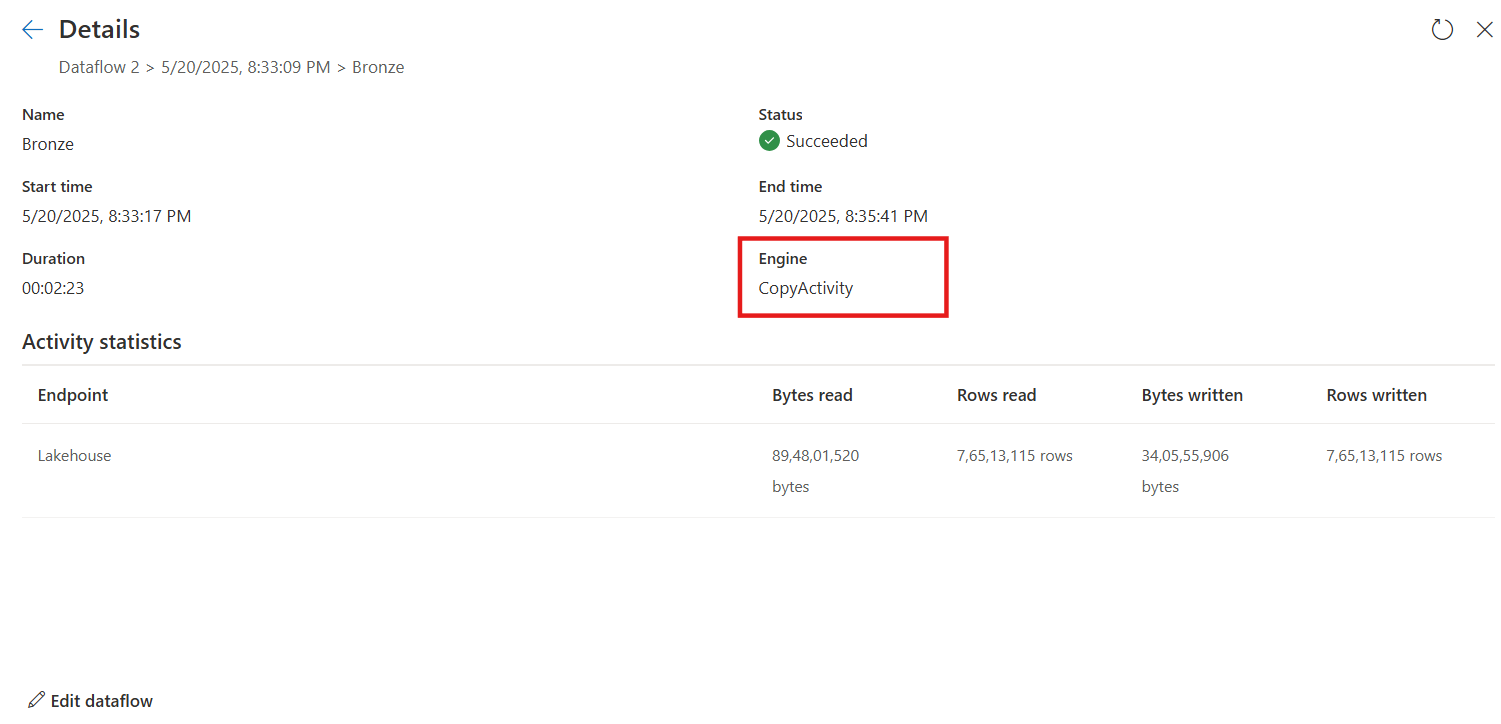 Details
Dataflow 2 > 5/20/2025, 8:33:09 PM > Bronze
Name
Bronze
Status
Succeeded
Start time
5/20/2025, 8:33:17 PM
End time
5/20/2025, 8:35:41 PM
Duration
00:02:23
Engine
CopyActivity
Activity statistics
Endpoint Bytes read Rows read Bytes written Rows written
Lakehouse 89,48,01,520 7,65,13,115 rows 34,05,55,906 7,65,13,115 rows
bytes bytes
Edit dataflow